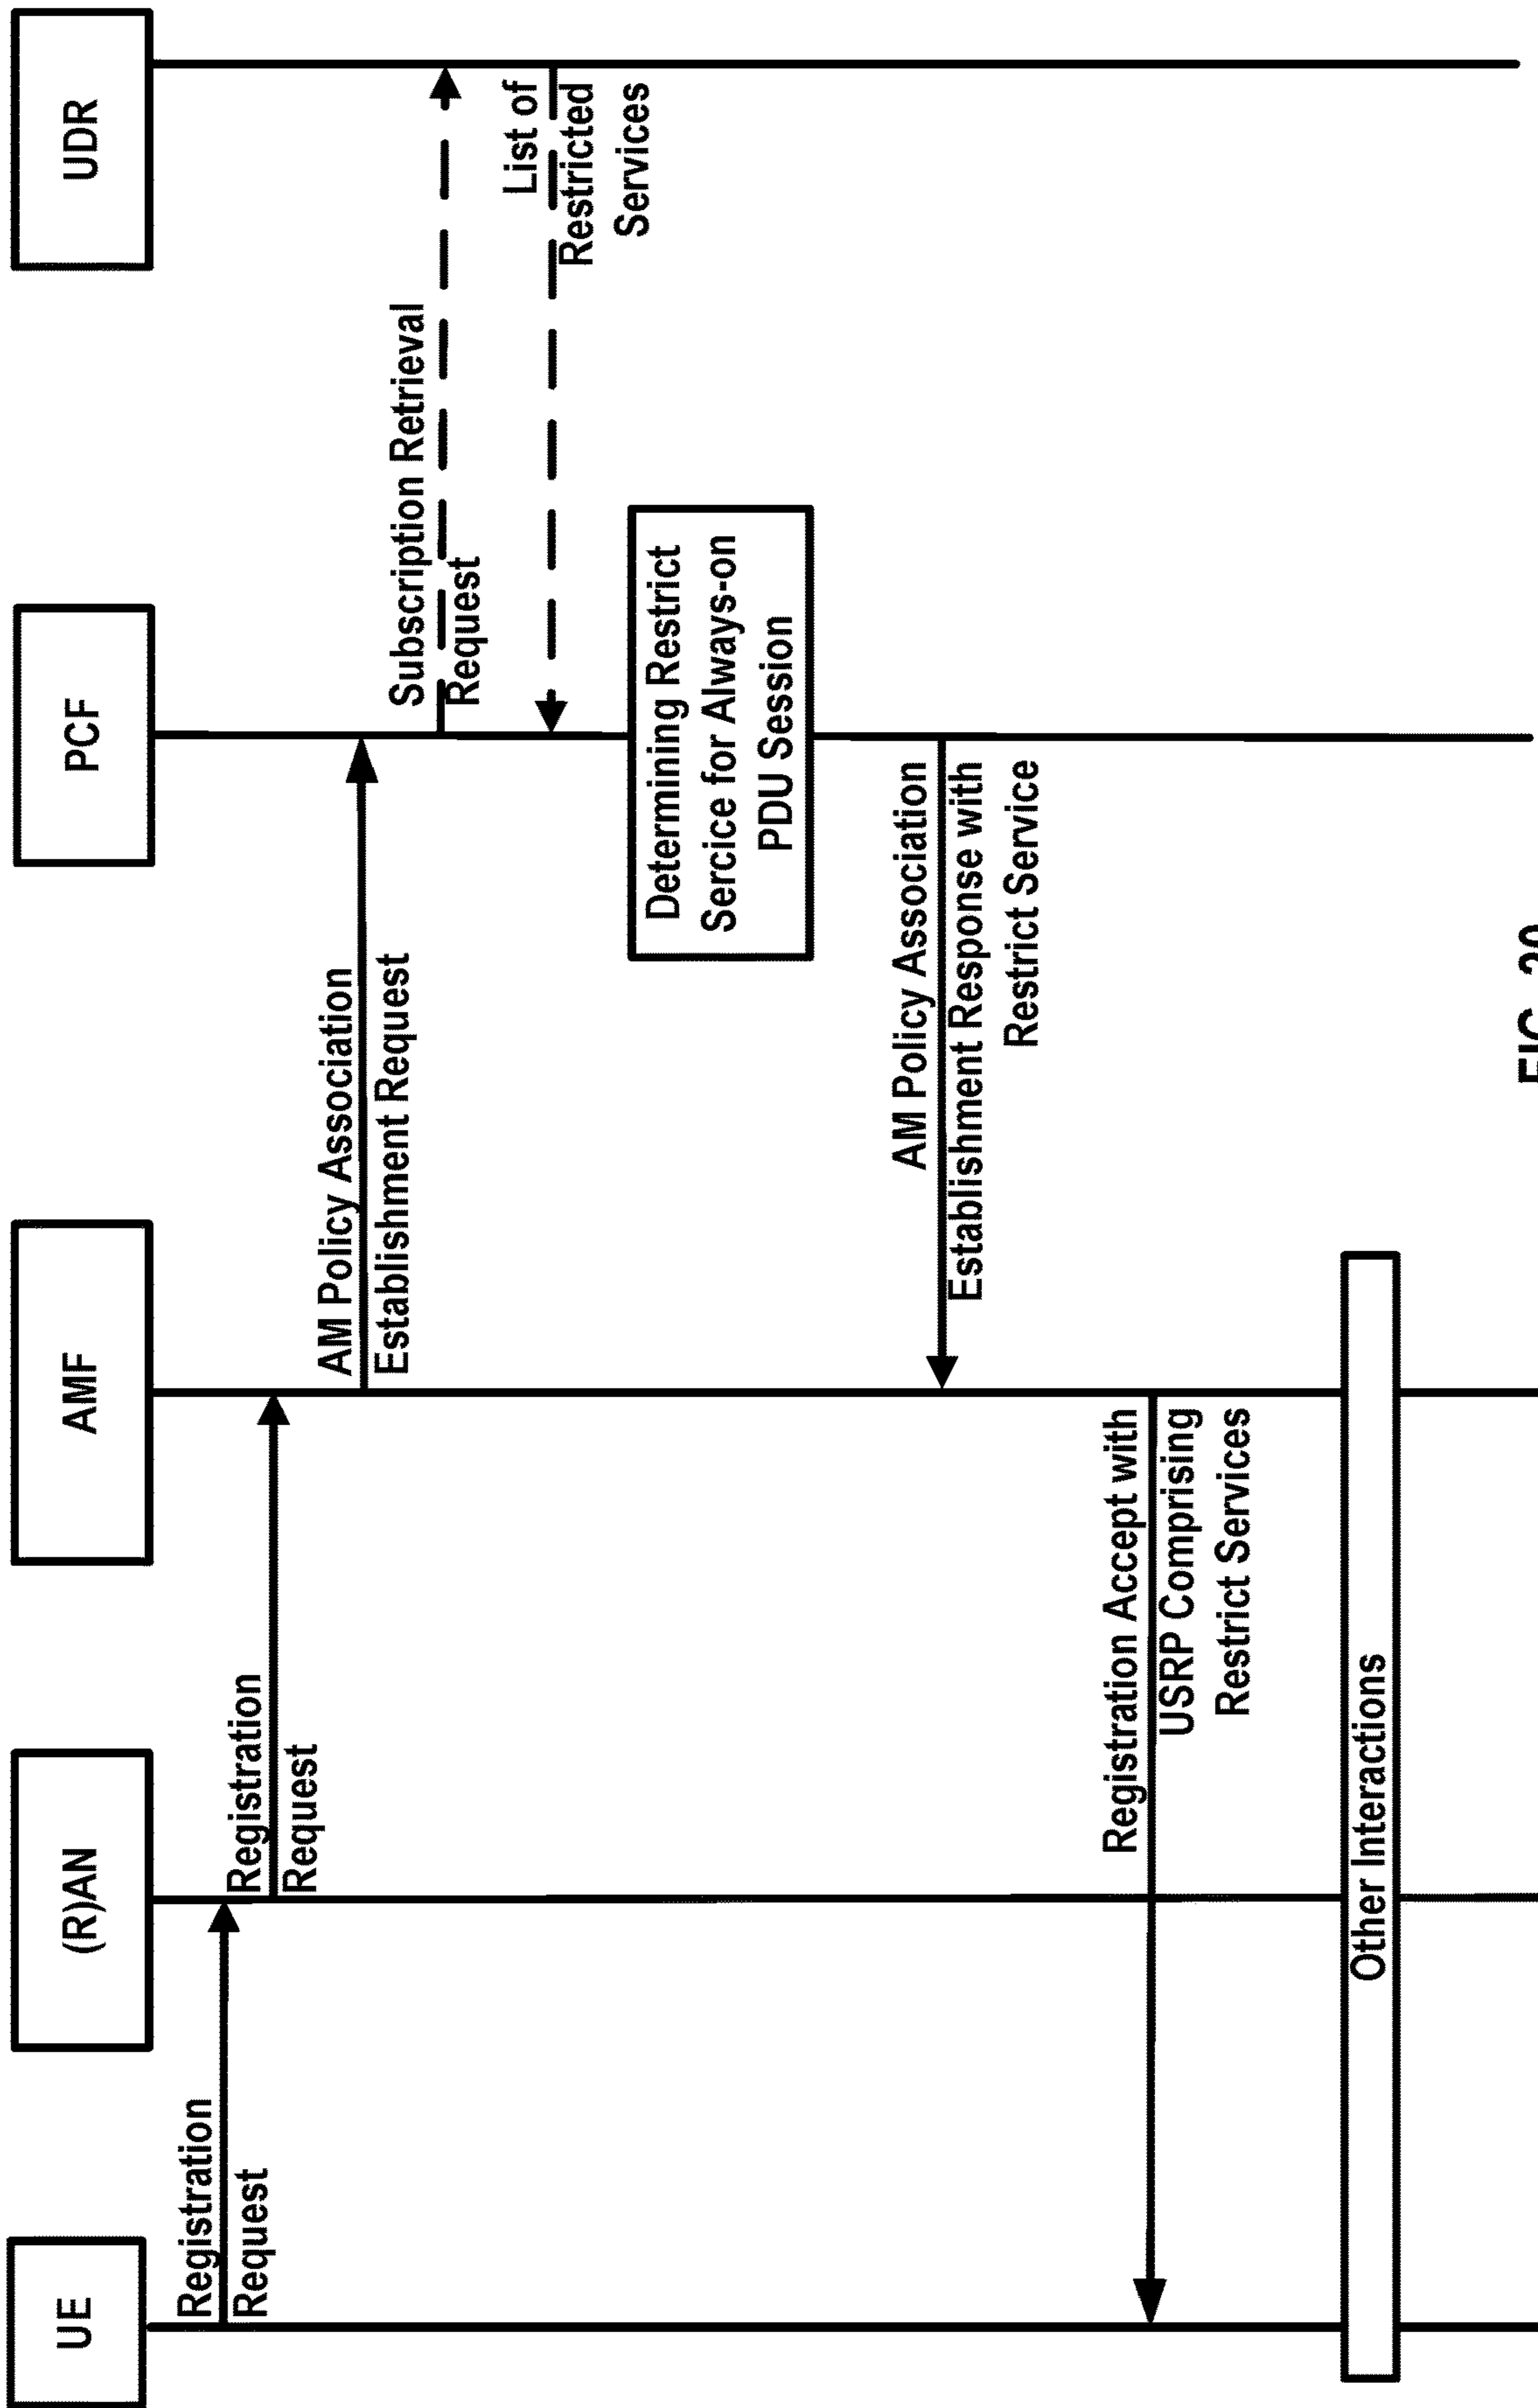 UE
(R)AN
AMF
PCF
UDR
Registration
Request
Registration
Request
AM Policy Association
Establishment Request
Subscription Retrieval
Request
List of
Restricted
Services
Determining Restrict
Sercice for Always-on
PDU Session
AM Policy Association
Establishment Response with
Restrict Service
Registration Accept with
USRP Comprising
Restrict Services
Other Interactions